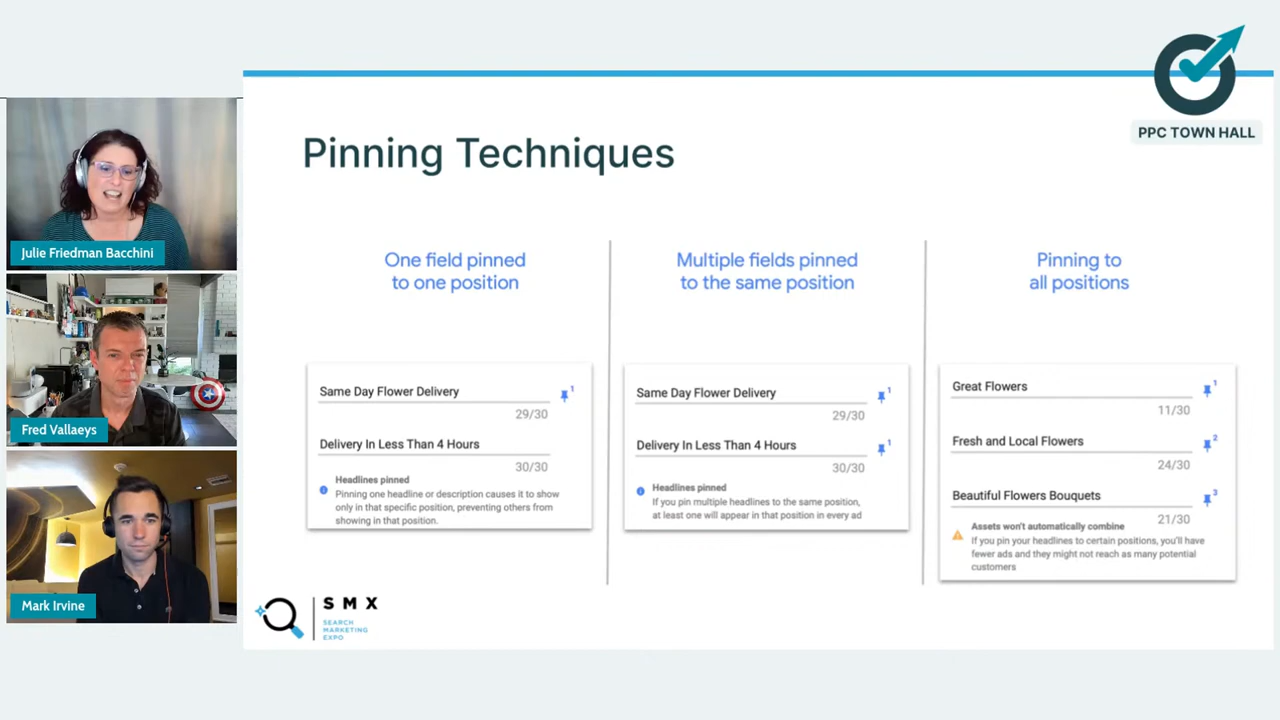 PPC TOWN HALL
Julie Friedman Bacchini
Fred Vallaeys
Mark Irvine
Pinning Techniques
One field pinned
to one position
Same Day Flower Delivery
1
29/30
Delivery In Less Than 4 Hours
30/30
Headlines pinned
Pinning one headline or description causes it to show
only in that specific position, preventing others from
showing in that position.
Multiple fields pinned
to the same position
Same Day Flower Delivery
1
29/30
Delivery In Less Than 4 Hours
1
30/30
Headlines pinned
If you pin multiple headlines to the same position,
at least one will appear in that position in every ad
Pinning to
all positions
Great Flowers
1
11/30
Fresh and Local Flowers
2
24/30
Beautiful Flowers Bouquets
3
21/30
Assets won't automatically combine
If you pin your headlines to certain positions, you'll have
fewer ads and they might not reach as many potential
customers
SMX
SEARCH
MARKETING
EXPO